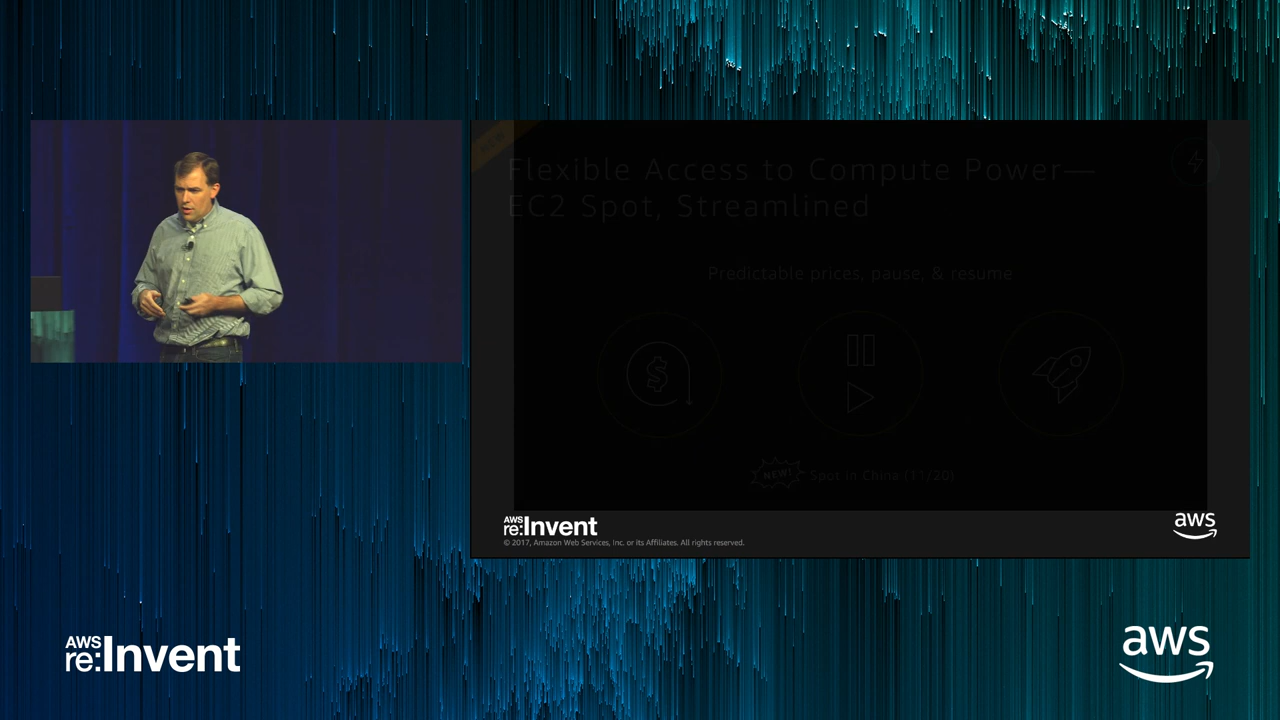 Flexible Access to Compute Power—
EC2 Spot, Streamlined
Predictable prices, pause, & resume
NEW!
Spot in China (11/20)
AWS
re:Invent
aws
© 2017, Amazon Web Services, Inc. or its Affiliates. All rights reserved.
AWS
re:Invent
aws